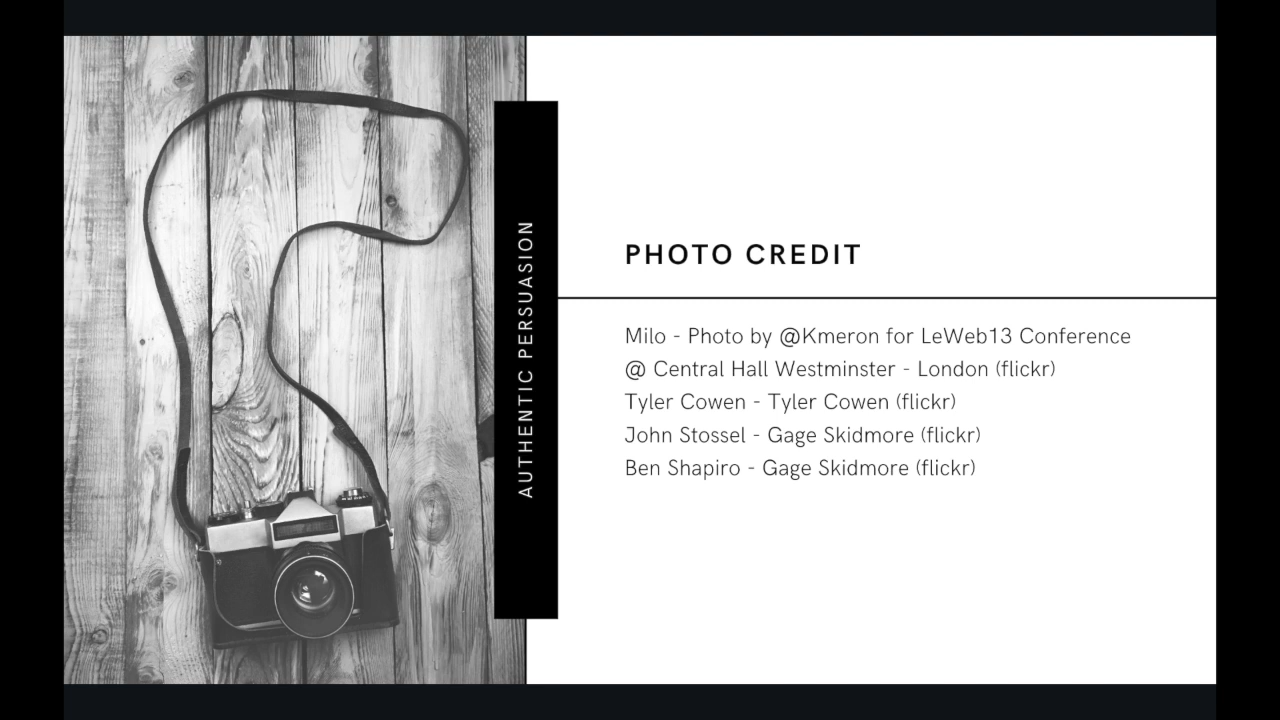 AUTHENTIC PERSUASION
PHOTO CREDIT
Milo - Photo by @Kmeron for LeWeb13 Conference
@ Central Hall Westminster - London (flickr)
Tyler Cowen - Tyler Cowen (flickr)
John Stossel - Gage Skidmore (flickr)
Ben Shapiro - Gage Skidmore (flickr)